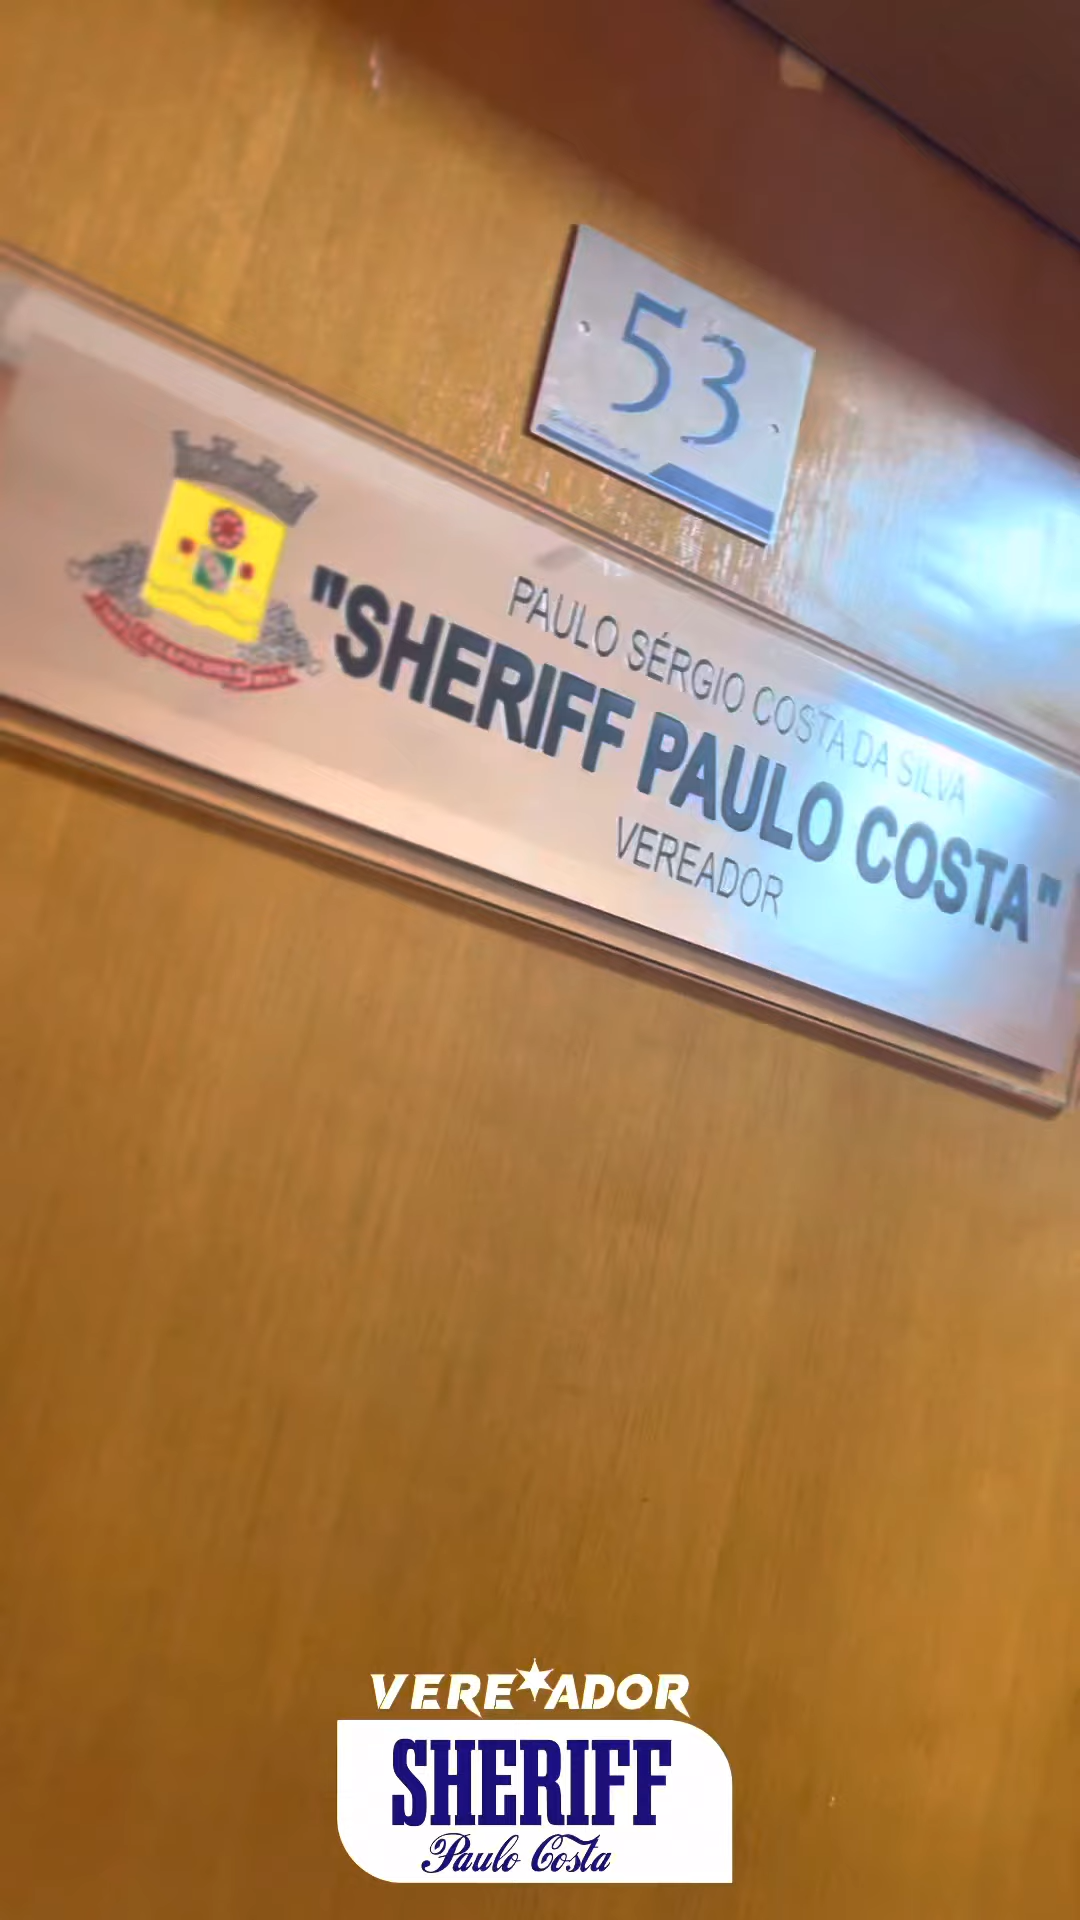 53
PAULO SÉRGIO COSTA DA SILVA
"SHERIFF PAULO COSTA"
VEREADOR
VEREADOR
SHERIFF
Paulo Costa